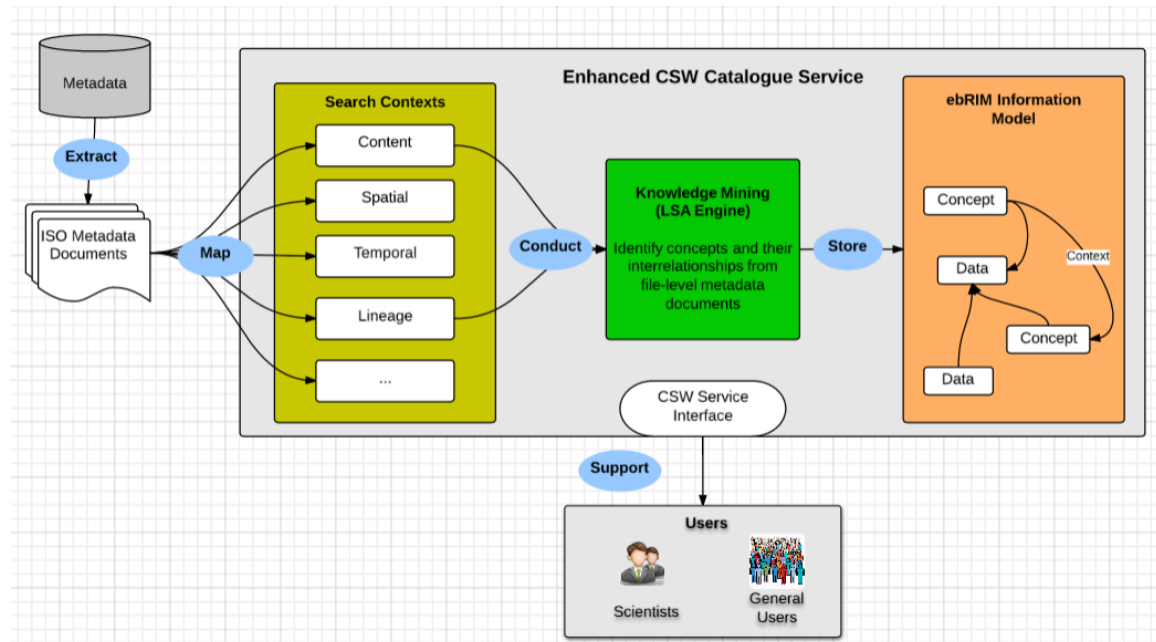 Metadata
Extract
ISO Metadata
Documents
Map
Enhanced CSW Catalogue Service
Search Contexts
Content
Spatial
Temporal
Lineage
...
Conduct
Knowledge Mining
(LSA Engine)
Identify concepts and their
interrelationships from
file-level metadata
documents
Store
ebRIM Information
Model
Concept
Data
Context
Concept
Data
CSW Service
Interface
Support
Users
Scientists
General
Users